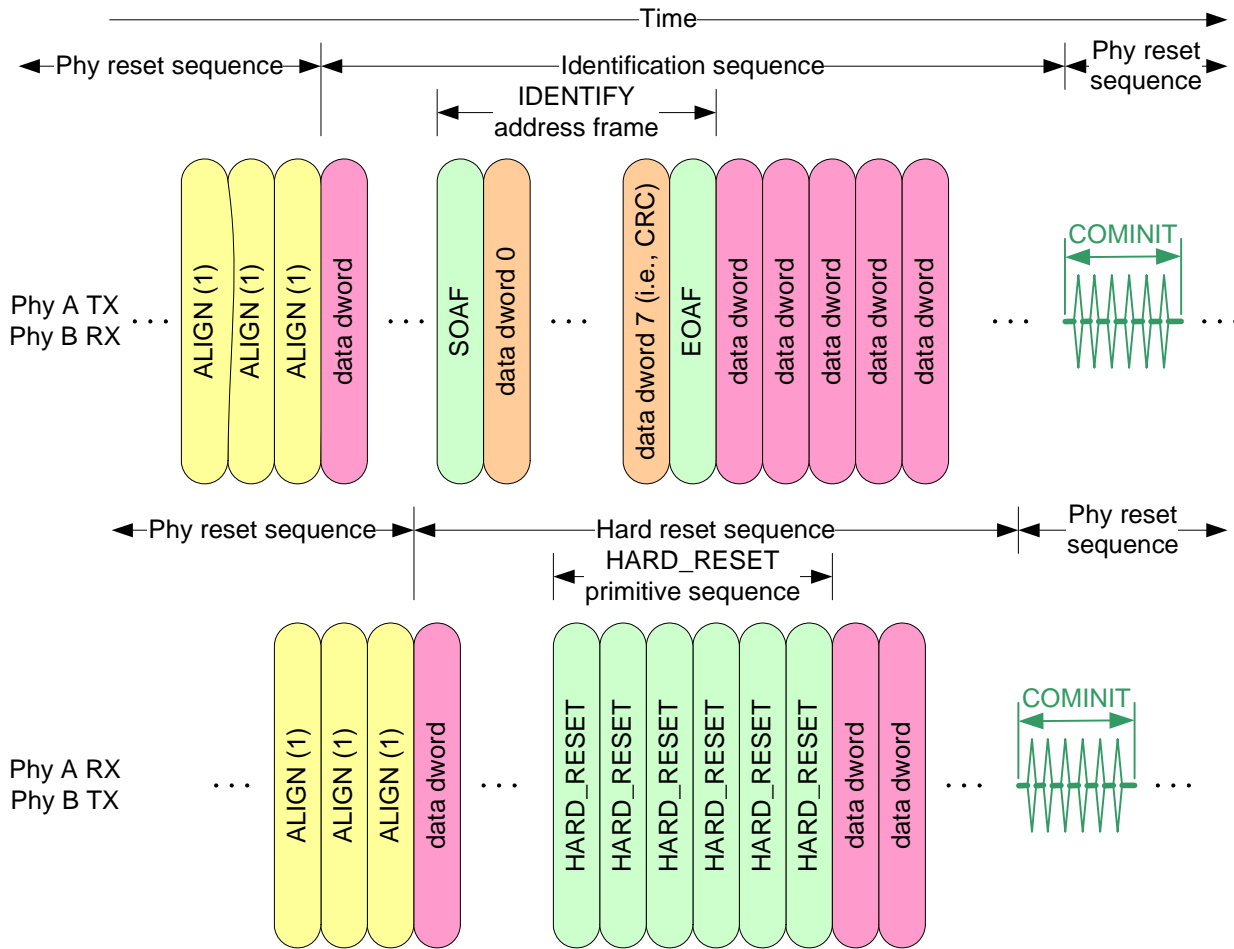 Time
Phy reset sequence
Identification sequence
Phy reset
sequence
IDENTIFY
address frame
Phy A TX
Phy B RX
. . .
ALIGN (1)
ALIGN (1)
ALIGN (1)
data dword
. . .
SOAF
data dword 0
. . .
data dword 7 (i.e., CRC)
EOAF
data dword
data dword
data dword
data dword
data dword
. . .
COMINIT
. . .
Phy reset sequence
Hard reset sequence
Phy reset
sequence
HARD_RESET
primitive sequence
Phy A RX
Phy B TX
. . .
ALIGN (1)
ALIGN (1)
ALIGN (1)
data dword
. . .
HARD_RESET
HARD_RESET
HARD_RESET
HARD_RESET
HARD_RESET
HARD_RESET
data dword
data dword
. . .
COMINIT
. . .